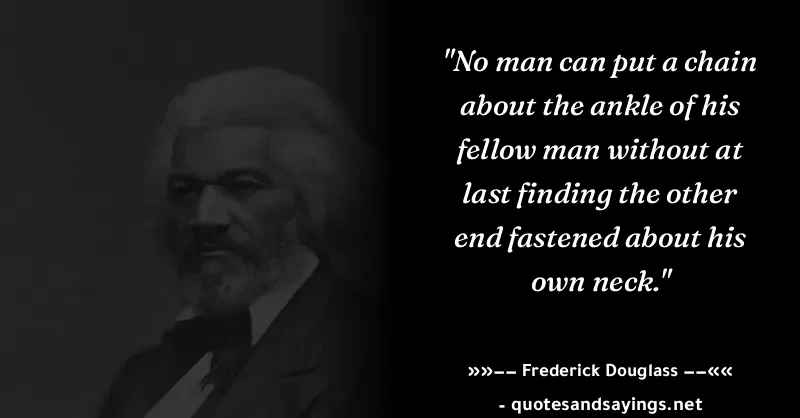 "No man can put a chain
about the ankle of his
fellow man without at
last finding the other
end fastened about his
own neck."
»»–– Frederick Douglass ––««
- quotesandsayings.net